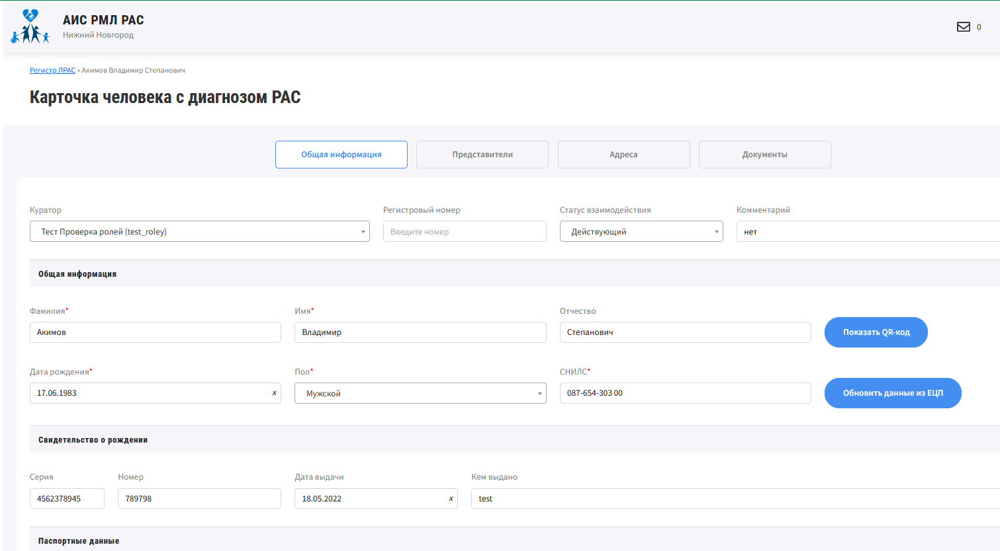 АИС РМЛ РАС
Нижний Новгород
0
Регистр ЛРАС » Акимов Владимир Степанович
Карточка человека с диагнозом РАС
Общая информация Представители Адреса Документы
Куратор Регистровый номер Статус взаимодействия Комментарий
Тест Проверка ролей (test_roley) Введите номер Действующий нет
Общая информация
Фамилия* Имя* Отчество
Акимов Владимир Степанович Показать QR-код
Дата рождения* Пол* СНИЛС*
17.06.1983 x Мужской 087-654-303 00 Обновить данные из ЕЦП
Свидетельство о рождении
Серия Номер Дата выдачи Кем выдано
4562378945 789798 18.05.2022 x test
Паспортные данные